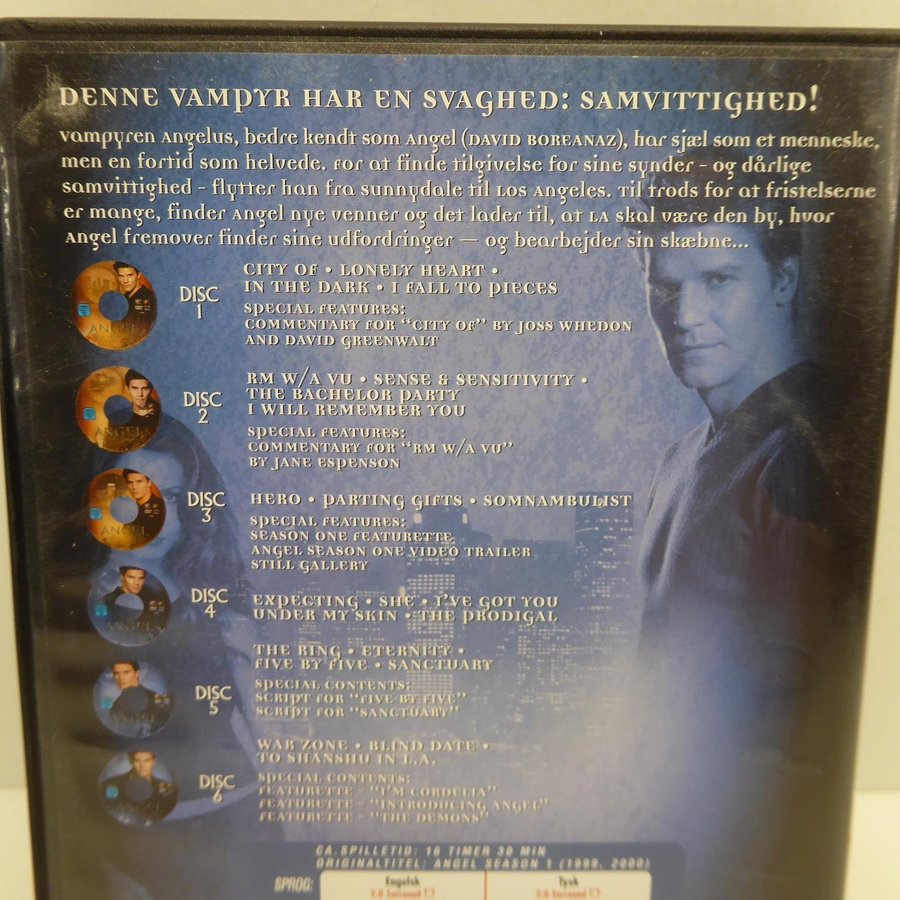 DENNE VAMPYR HAR EN SVAGHED: SAMVITTIGHED!
Vampyren Angelus, bedre kendt som Angel (DAVID BOREANAZ), har sjæl som et menneske,
men en fortid som helvede. For at finde tilgivelse for sine synder - og dårlige
samvittighed - flytter han fra Sunnydale til Los Angeles. Til trods for at fristelserne
er mange, finder Angel nye venner og det lader til, at LA skal være den by, hvor
Angel fremover finder sine udfordringer — og bearbejder sin skæbne...
DISC 1
CITY OF • LONELY HEART •
IN THE DARK • I FALL TO PIECES
SPECIAL FEATURES:
COMMENTARY FOR "CITY OF" BY JOSS WHEDON
AND DAVID GREENWALT
DISC 2
RM W/A VU • SENSE & SENSITIVITY •
THE BACHELOR PARTY
I WILL REMEMBER YOU
SPECIAL FEATURES:
COMMENTARY FOR "RM W/A VU"
BY JANE ESPENSON
DISC 3
HERO • PARTING GIFTS • SOMNAMBULIST
SPECIAL FEATURES:
SEASON ONE FEATURETTE
ANGEL SEASON ONE VIDEO TRAILER
STILL GALLERY
DISC 4
EXPECTING • SHE • I'VE GOT YOU
UNDER MY SKIN • THE PRODIGAL
DISC 5
THE RING • ETERNITY •
FIVE BY FIVE • SANCTUARY
SPECIAL CONTENTS:
SCRIPT FOR "FIVE BY FIVE"
SCRIPT FOR "SANCTUARY"
DISC 6
WAR ZONE • BLIND DATE •
TO SHANSHU IN L.A.
SPECIAL CONTENTS:
FEATURETTE - "I'M CORDELIA"
FEATURETTE - "INTRODUCING ANGEL"
FEATURETTE - "THE DEMONS"
CA. SPILLETID: 16 TIMER 30 MIN
ORIGINALTITEL: ANGEL SEASON 1 (1999, 2000)
SPROG: Engelsk Tysk
2.0 Surround 2.0 Surround